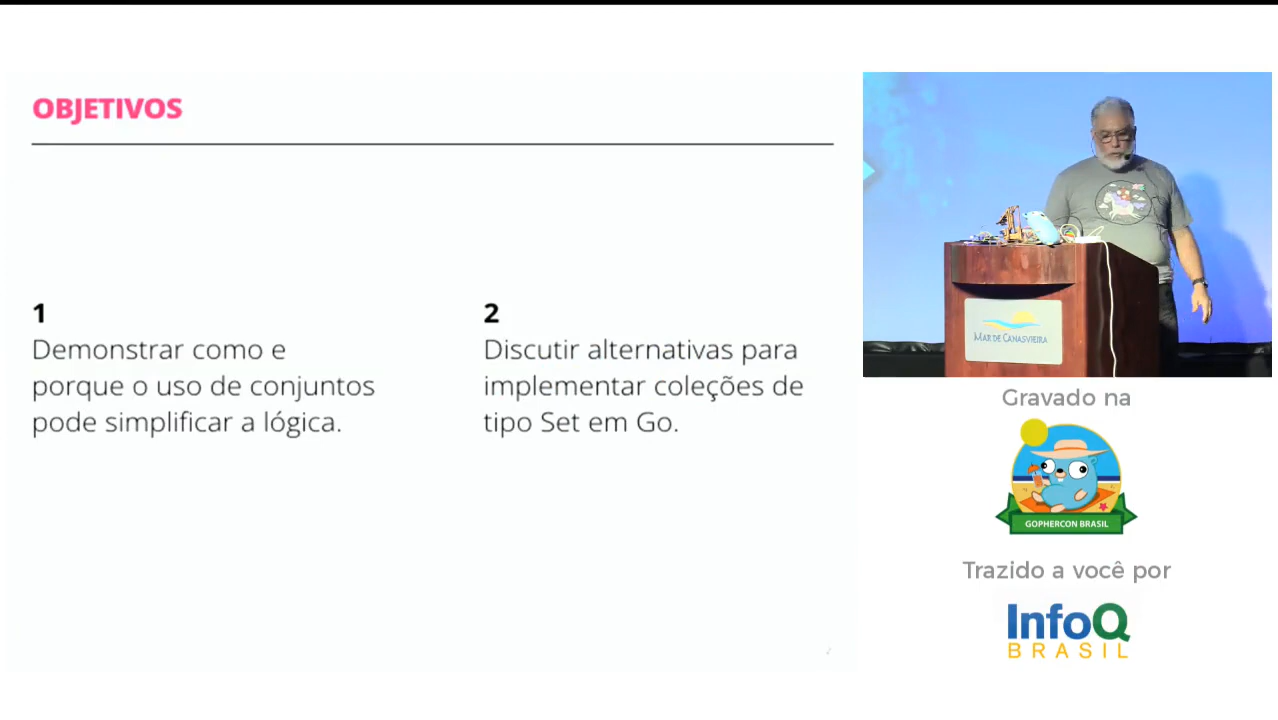 OBJETIVOS
1
Demonstrar como e
porque o uso de conjuntos
pode simplificar a lógica.
2
Discutir alternativas para
implementar coleções de
tipo Set em Go.
MAR DE CANASVIEIRA
Gravado na
GOPHERCON BRASIL
Trazido a você por
InfoQ
BRASIL